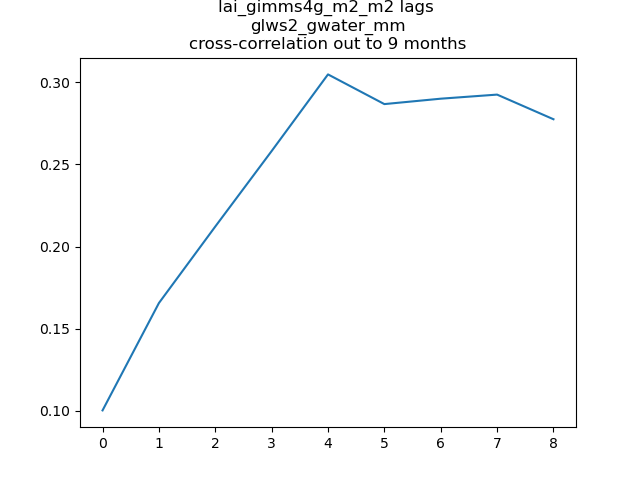 lai_gimms4g_m2_m2 lags
glws2_gwater_mm
cross-correlation out to 9 months
0.30
0.25
0.20
0.15
0.10
0 1 2 3 4 5 6 7 8